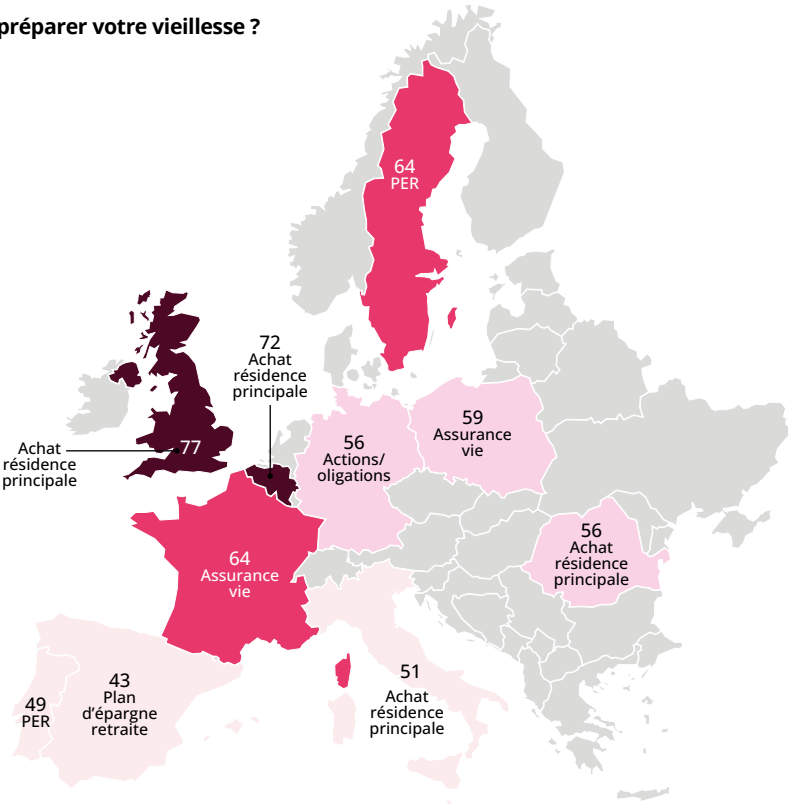 préparer votre vieillesse ?
64
PER
72
Achat
résidence
principale
77
Achat
résidence
principale
59
Assurance
vie
56
Actions/
oligations
56
Achat
résidence
principale
64
Assurance
vie
51
Achat
résidence
principale
43
Plan
d’épargne
retraite
49
PER